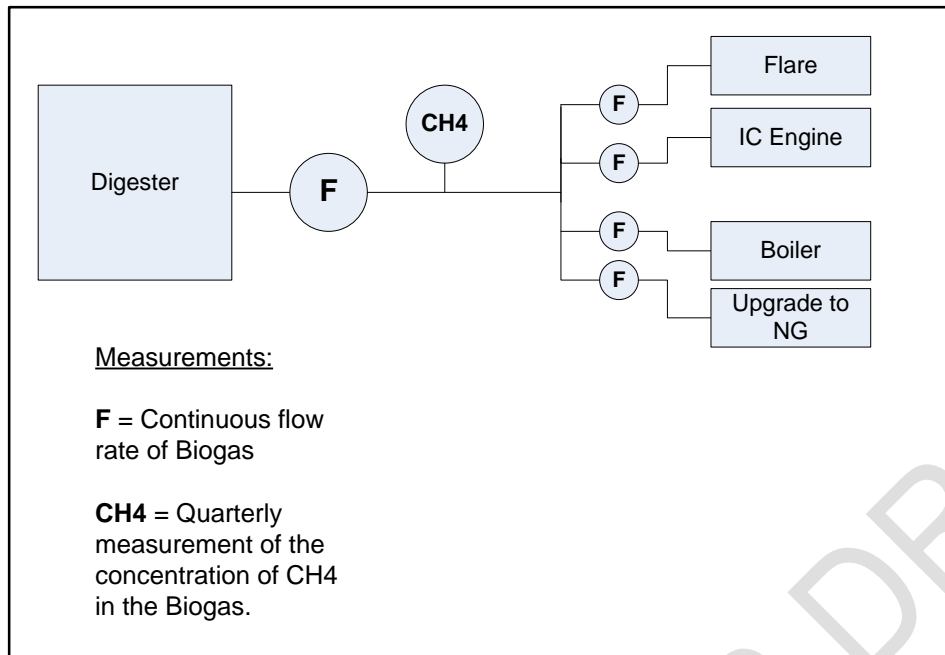 Flare
CH4
F
IC Engine
Digester
F
F
F
Boiler
F
Upgrade to
NG
Measurements:
F = Continuous flow
rate of Biogas
CH4 = Quarterly
measurement of the
concentration of CH4
in the Biogas.